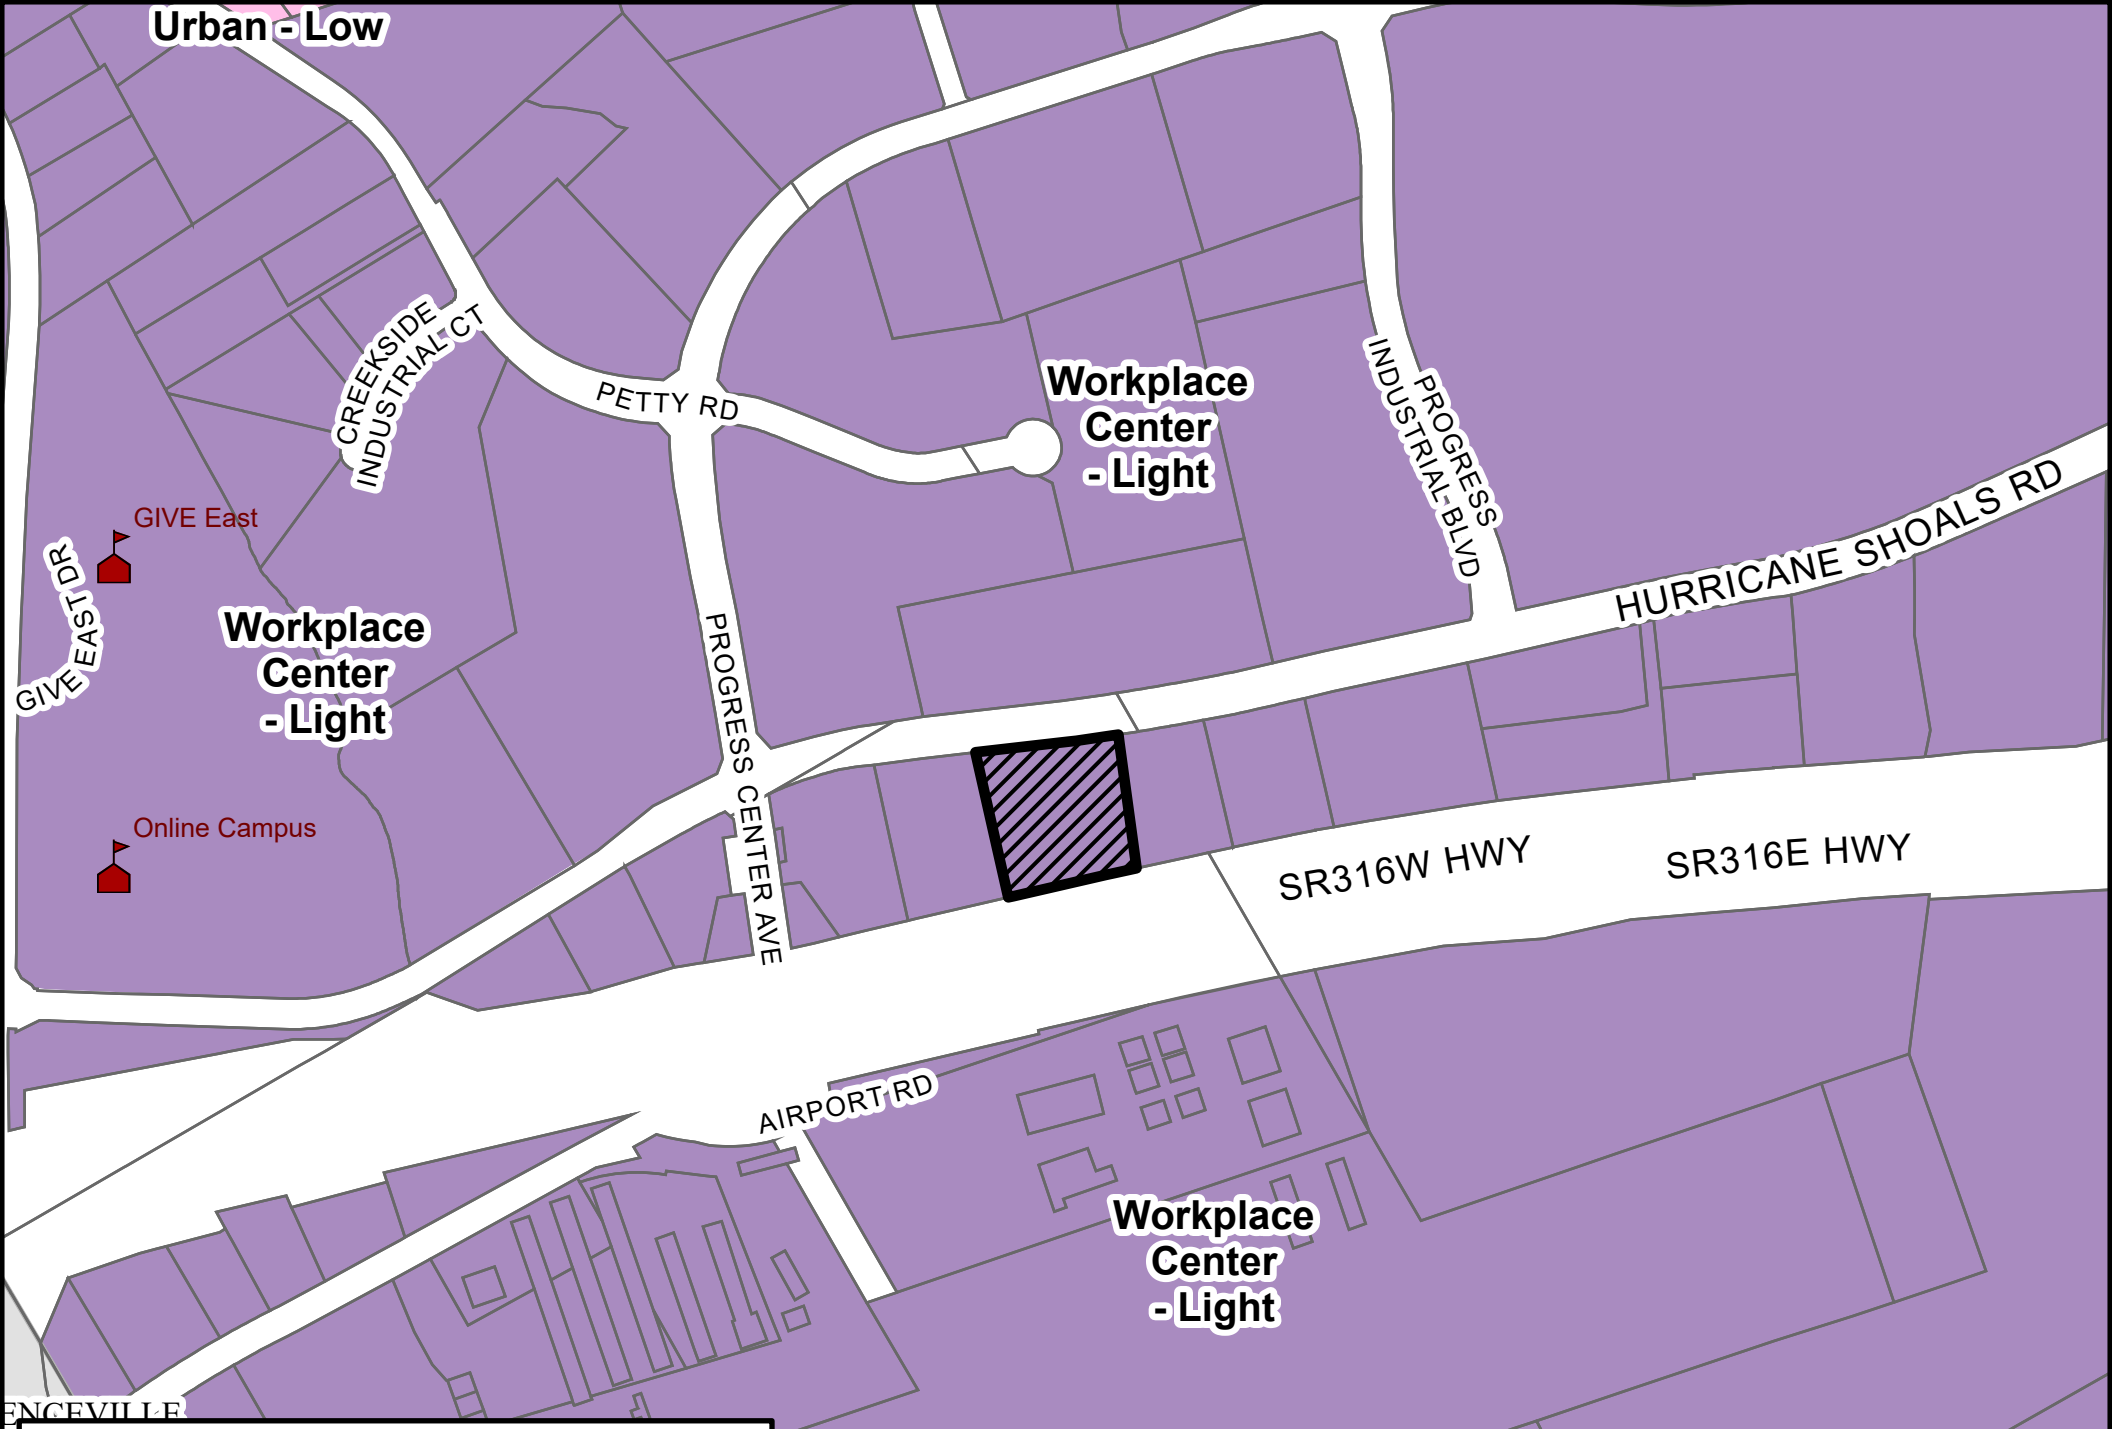 Urban - Low
CREEKSIDE
INDUSTRIAL CT
PETTY RD
Workplace
Center
- Light
PROGRESS
INDUSTRIAL BLVD
HURRICANE SHOALS RD
GIVE East
GIVE EAST DR
Workplace
Center
- Light
PROGRESS CENTER AVE
Online Campus
SR316W HWY
SR316E HWY
AIRPORT RD
Workplace
Center
- Light
ENCEVILLE